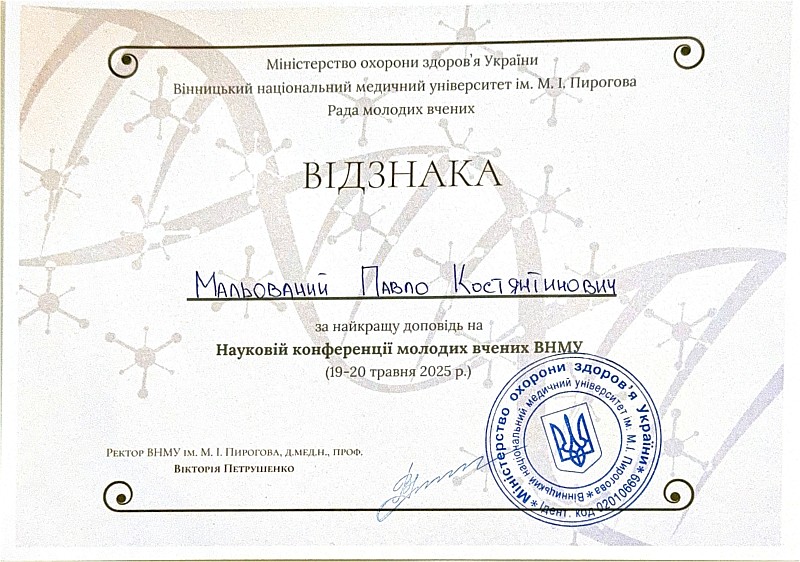 Міністерство охорони здоров'я України
Вінницький національний медичний університет ім. М. І. Пирогова
Рада молодих вчених
ВІДЗНАКА
Мальований Павло Костянтинович
за найкращу доповідь на
Науковій конференції молодих вчених ВНМУ
(19-20 травня 2025 р.)
Ректор ВНМУ ім. М. І. Пирогова, д.мед.н., проф.
Вікторія Петрушенко
Міністерство охорони здоров'я України
* Ідент. код 02010669 *
Вінницький національний медичний університет ім. М.І. Пирогова *